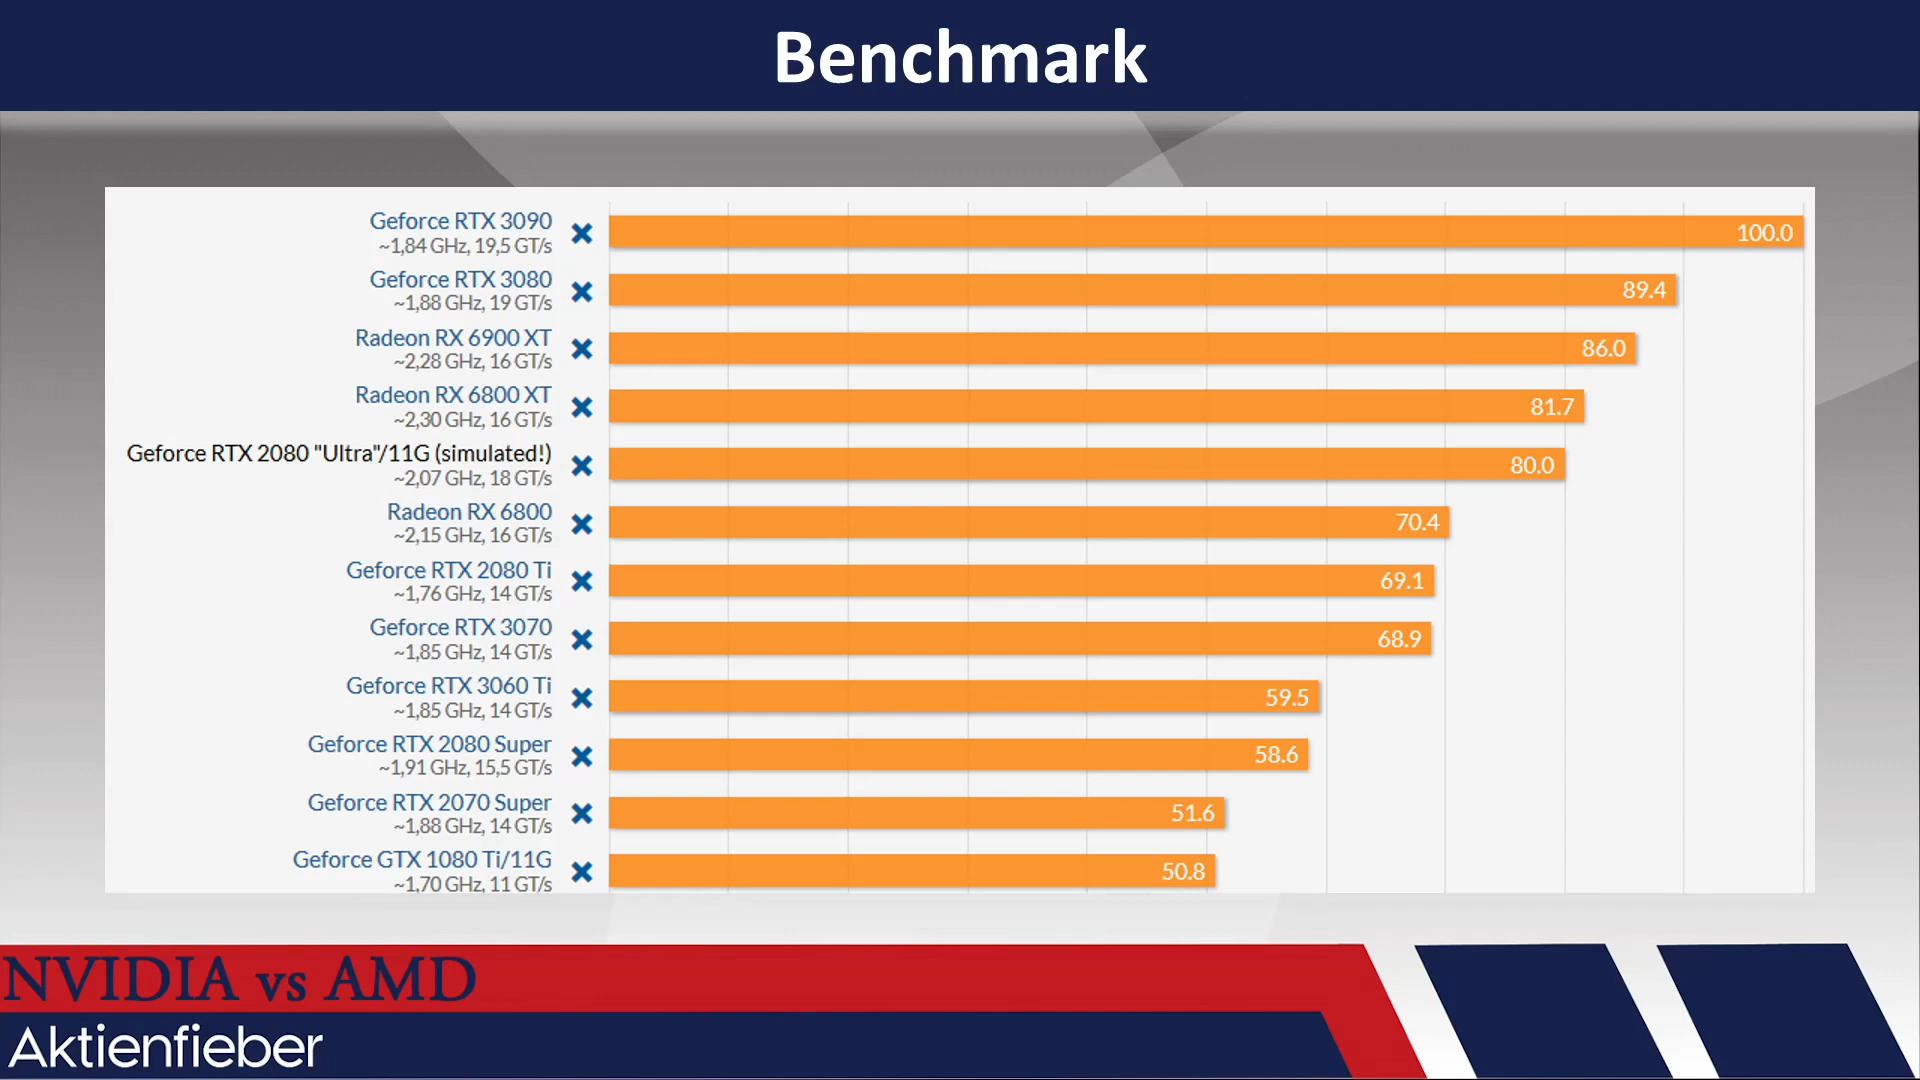 Benchmark
Geforce RTX 3090
~1,84 GHz, 19,5 GT/s
100.0
Geforce RTX 3080
~1,88 GHz, 19 GT/s
89.4
Radeon RX 6900 XT
~2,28 GHz, 16 GT/s
86.0
Radeon RX 6800 XT
~2,30 GHz, 16 GT/s
81.7
Geforce RTX 2080 "Ultra"/11G (simulated!)
~2,07 GHz, 18 GT/s
80.0
Radeon RX 6800
~2,15 GHz, 16 GT/s
70.4
Geforce RTX 2080 Ti
~1,76 GHz, 14 GT/s
69.1
Geforce RTX 3070
~1,85 GHz, 14 GT/s
68.9
Geforce RTX 3060 Ti
~1,85 GHz, 14 GT/s
59.5
Geforce RTX 2080 Super
~1,91 GHz, 15,5 GT/s
58.6
Geforce RTX 2070 Super
~1,88 GHz, 14 GT/s
51.6
Geforce GTX 1080 Ti/11G
~1,70 GHz, 11 GT/s
50.8
NVIDIA vs AMD
Aktienfieber